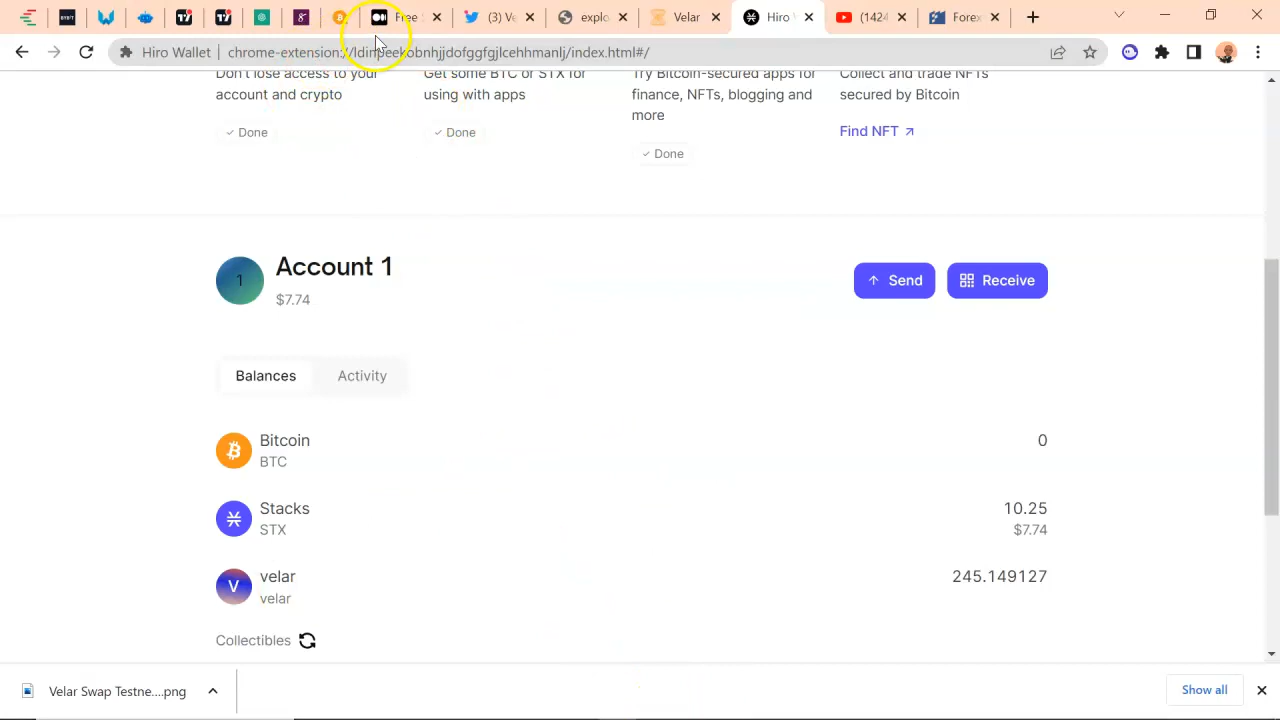 Free
(3) V
explo
Velar
Hiro
(1424
Forex
Hiro Wallet
chrome-extension://ldinpeekobnhjjdofggfgjlcehhmanlj/index.html#/
Don't lose access to your
account and crypto
Done
Get some BTC or STX for
using with apps
Done
Try Bitcoin-secured apps for
finance, NFTs, blogging and
more
Done
Collect and trade NFTs
secured by Bitcoin
Find NFT
1
Account 1
$7.74
Send
Receive
Balances
Activity
Bitcoin
BTC
0
Stacks
STX
10.25
$7.74
V
velar
velar
245.149127
Collectibles
Velar Swap Testne....png
Show all